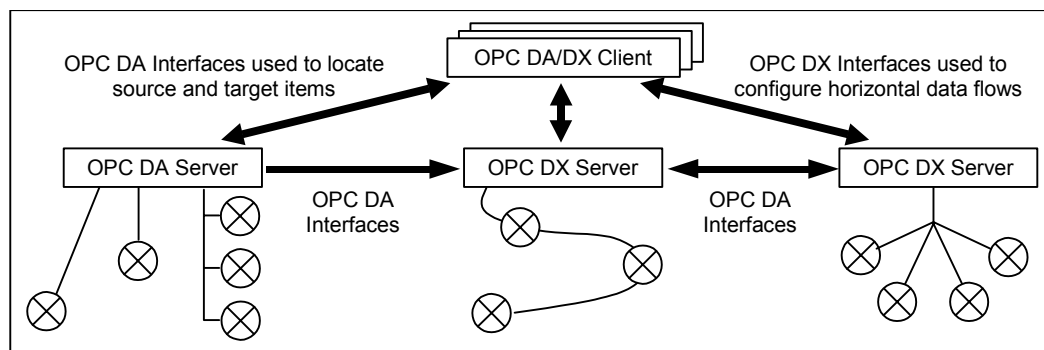 OPC DA/DX Client
OPC DA Interfaces used to locate
source and target items
OPC DX Interfaces used to
configure horizontal data flows
OPC DA Server
OPC DX Server
OPC DX Server
OPC DA
Interfaces
OPC DA
Interfaces